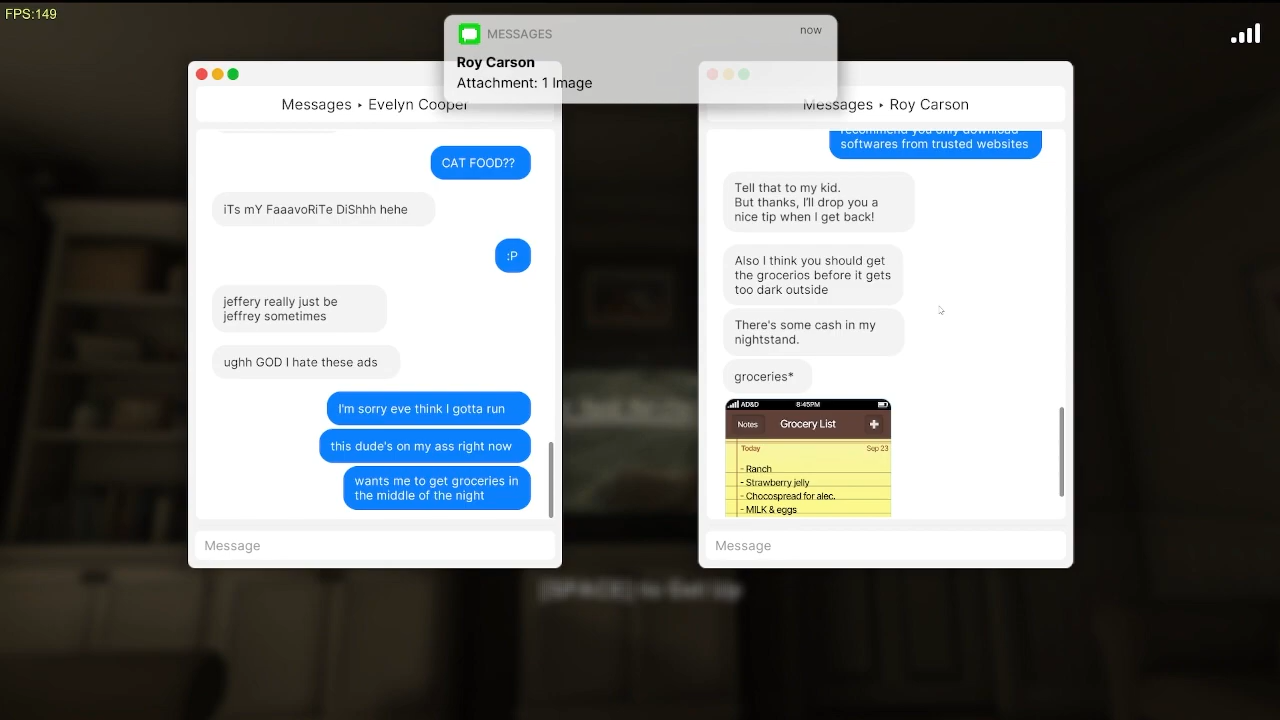 FPS:149
MESSAGES
now
Roy Carson
Attachment: 1 Image
Messages ‣ Evelyn Cooper
CAT FOOD??
iTs mY FaaavoRiTe DiShhh hehe
:P
jeffery really just be
jeffrey sometimes
ughh GOD I hate these ads
I'm sorry eve think I gotta run
this dude's on my ass right now
wants me to get groceries in
the middle of the night
Message
Messages ‣ Roy Carson
recommend you only download
softwares from trusted websites
Tell that to my kid.
But thanks, I'll drop you a
nice tip when I get back!
Also I think you should get
the grocerios before it gets
too dark outside
There's some cash in my
nightstand.
groceries*
AD&D 8:45PM
Notes Grocery List +
Today Sep 23
- Ranch
- Strawberry jelly
- Chocospread for alec.
- MILK & eggs
Message
[SPACE] to Get Up